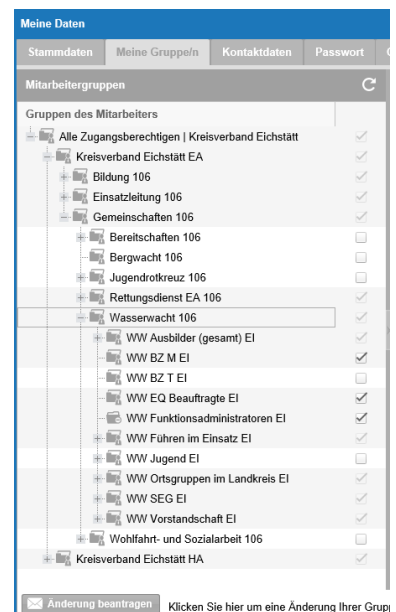 Meine Daten
Stammdaten Meine Gruppe/n Kontaktdaten Passwort
Mitarbeitergruppen
Gruppen des Mitarbeiters
Alle Zugangsberechtigen | Kreisverband Eichstätt
Kreisverband Eichstätt EA
Bildung 106
Einsatzleitung 106
Gemeinschaften 106
Bereitschaften 106
Bergwacht 106
Jugendrotkreuz 106
Rettungsdienst EA 106
Wasserwacht 106
WW Ausbilder (gesamt) EI
WW BZ M EI
WW BZ T EI
WW EQ Beauftragte EI
WW Funktionsadministratoren EI
WW Führen im Einsatz EI
WW Jugend EI
WW Ortsgruppen im Landkreis EI
WW SEG EI
WW Vorstandschaft EI
Wohlfahrt- und Sozialarbeit 106
Kreisverband Eichstätt HA
Änderung beantragen Klicken Sie hier um eine Änderung Ihrer Grupp